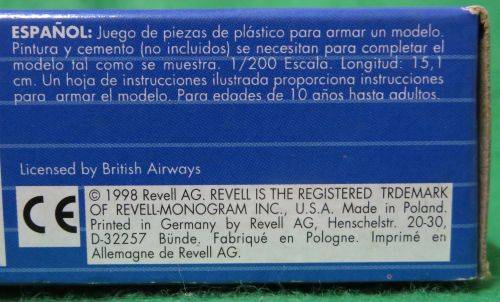 ESPAÑOL: Juego de piezas de plástico para armar un modelo.
Pintura y cemento (no incluidos) se necesitan para completar el
modelo tal como se muestra. 1/200 Escalá. Longitud: 15,1
cm. Un hoja de instrucciones ilustrada proporciona instrucciones
para armar el modelo. Para edades de 10 años hasta adultos.
Licensed by British Airways
CE
© 1998 Revell AG. REVELL IS THE REGISTERED TRDEMARK
OF REVELL-MONOGRAM INC., U.S.A. Made in Poland.
Printed in Germany by Revell AG, Henschelstr. 20-30,
D-32257 Bünde. Fabriqué en Pologne. Imprimé en
Allemagne de Revell AG.